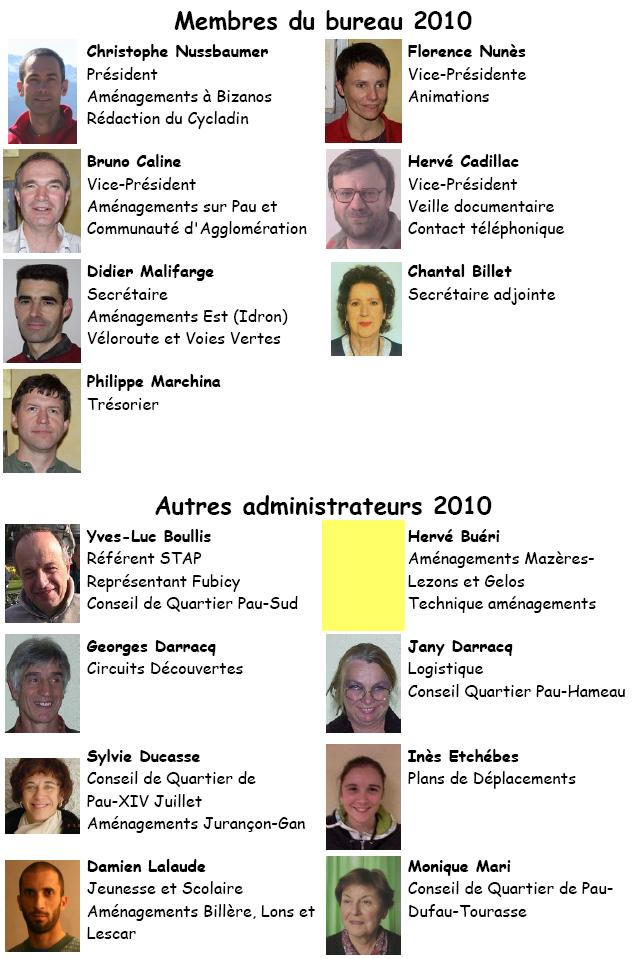 Membres du bureau 2010
Christophe Nussbaumer
Président
Aménagements à Bizanos
Rédaction du Cycladin
Florence Nunès
Vice-Présidente
Animations
Bruno Caline
Vice-Président
Aménagements sur Pau et
Communauté d'Agglomération
Hervé Cadillac
Vice-Président
Veille documentaire
Contact téléphonique
Didier Malifarge
Secrétaire
Aménagements Est (Idron)
Véloroute et Voies Vertes
Chantal Billet
Secrétaire adjointe
Philippe Marchina
Trésorier
Autres administrateurs 2010
Yves-Luc Boullis
Référent STAP
Représentant Fubicy
Conseil de Quartier Pau-Sud
Hervé Buéri
Aménagements Mazères-
Lezons et Gelos
Technique aménagements
Georges Darracq
Circuits Découvertes
Jany Darracq
Logistique
Conseil Quartier Pau-Hameau
Sylvie Ducasse
Conseil de Quartier de
Pau-XIV Juillet
Aménagements Jurançon-Gan
Inès Etchébes
Plans de Déplacements
Damien Lalaude
Jeunesse et Scolaire
Aménagements Billère, Lons et
Lescar
Monique Mari
Conseil de Quartier de Pau-
Dufau-Tourasse